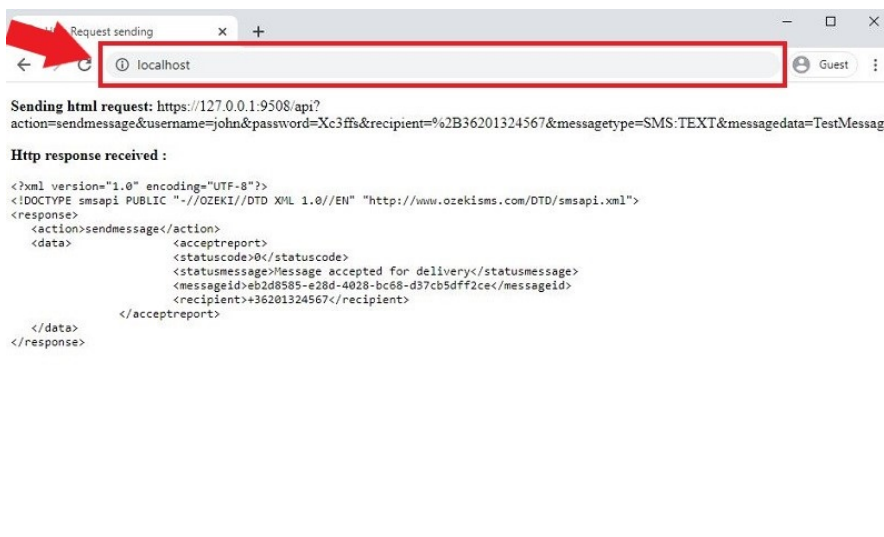 Request sending
localhost
Guest
Sending html request: https://127.0.0.1:9508/api?
action=sendmessage&username=john&password=Xc3ffs&recipient=%2B36201324567&messagetype=SMS:TEXT&messagedata=TestMessag
Http response received :
<?xml version="1.0" encoding="UTF-8"?>
<!DOCTYPE smsapi PUBLIC "-//OZEKI//DTD XML 1.0//EN" "http://www.ozekisms.com/DTD/smsapi.xml">
<response>
<action>sendmessage</action>
<data> <acceptreport>
<statuscode>0</statuscode>
<statusmessage>Message accepted for delivery</statusmessage>
<messageid>eb2d8585-e28d-4028-bc68-d37cb5dff2ce</messageid>
<recipient>+36201324567</recipient>
</acceptreport>
</data>
</response>